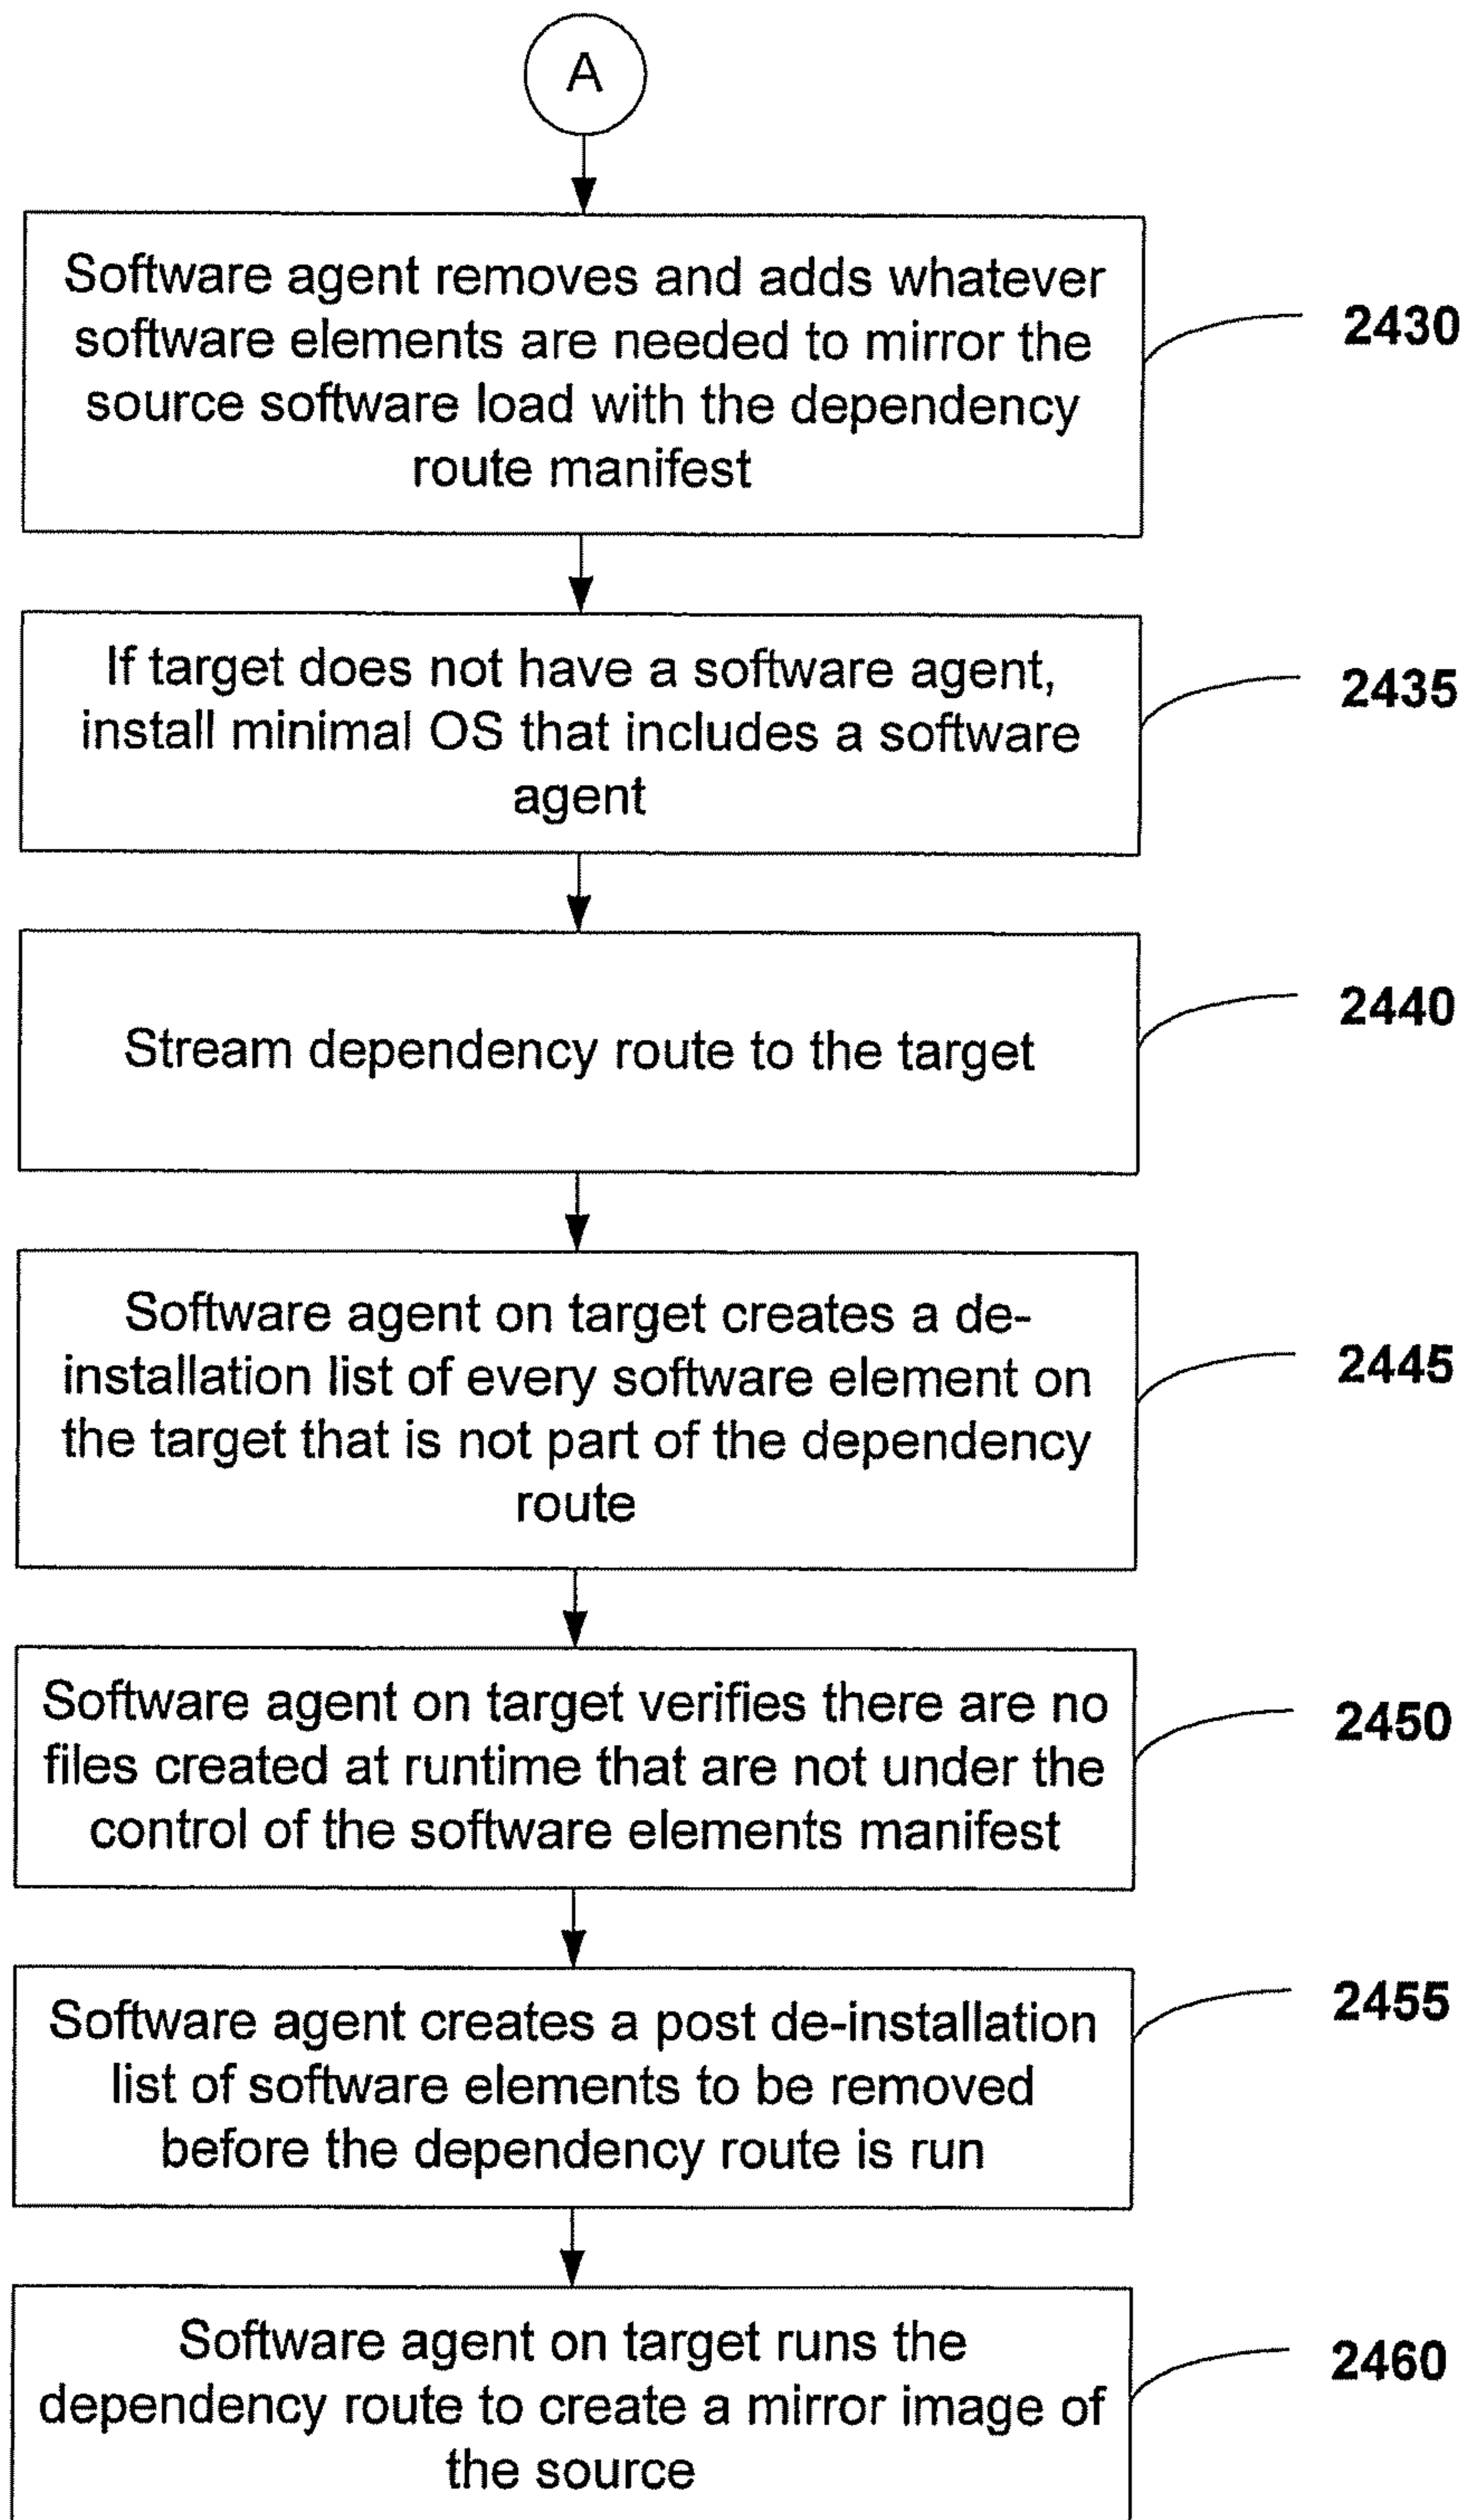 A
Software agent removes and adds whatever
software elements are needed to mirror the
source software load with the dependency
route manifest
2430
If target does not have a software agent,
install minimal OS that includes a software
agent
2435
Stream dependency route to the target
2440
Software agent on target creates a de-
installation list of every software element on
the target that is not part of the dependency
route
2445
Software agent on target verifies there are no
files created at runtime that are not under the
control of the software elements manifest
2450
Software agent creates a post de-installation
list of software elements to be removed
before the dependency route is run
2455
Software agent on target runs the
dependency route to create a mirror image of
the source
2460